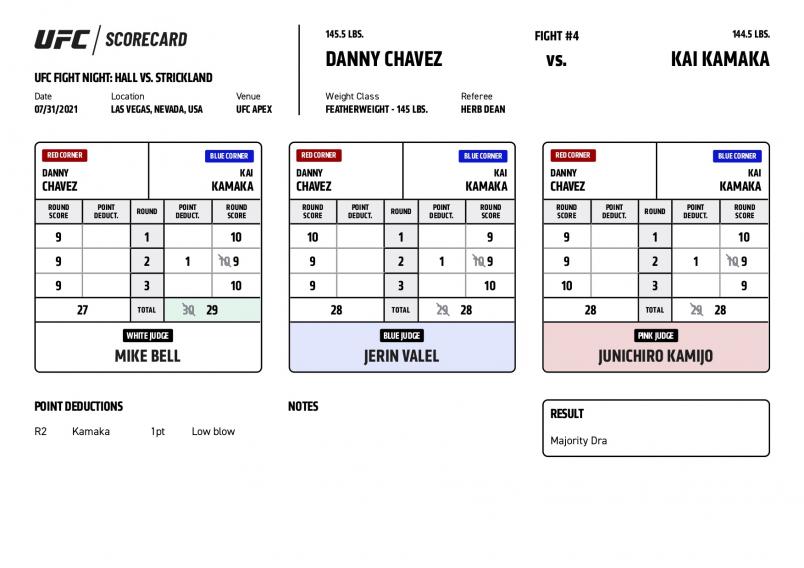 UFC / SCORECARD
UFC FIGHT NIGHT: HALL VS. STRICKLAND
Date Location Venue
07/31/2021 LAS VEGAS, NEVADA, USA UFC APEX
145.5 LBS. FIGHT #4 144.5 LBS.
DANNY CHAVEZ VS. KAI KAMAKA
Weight Class Referee
FEATHERWEIGHT - 145 LBS. HERB DEAN
RED CORNER BLUE CORNER
DANNY KAI
CHAVEZ KAMAKA
ROUND SCORE POINT DEDUCT. ROUND POINT DEDUCT. ROUND SCORE
9 1 10
9 2 1 10 9
9 3 10
27 TOTAL 30 29
WHITE JUDGE
MIKE BELL
RED CORNER BLUE CORNER
DANNY KAI
CHAVEZ KAMAKA
ROUND SCORE POINT DEDUCT. ROUND POINT DEDUCT. ROUND SCORE
10 1 9
9 2 1 10 9
9 3 10
28 TOTAL 29 28
BLUE JUDGE
JERIN VALEL
RED CORNER BLUE CORNER
DANNY KAI
CHAVEZ KAMAKA
ROUND SCORE POINT DEDUCT. ROUND POINT DEDUCT. ROUND SCORE
9 1 10
9 2 1 10 9
10 3 9
28 TOTAL 29 28
PINK JUDGE
JUNICHIRO KAMIJO
POINT DEDUCTIONS
R2 Kamaka 1pt Low blow
NOTES
RESULT
Majority Dra